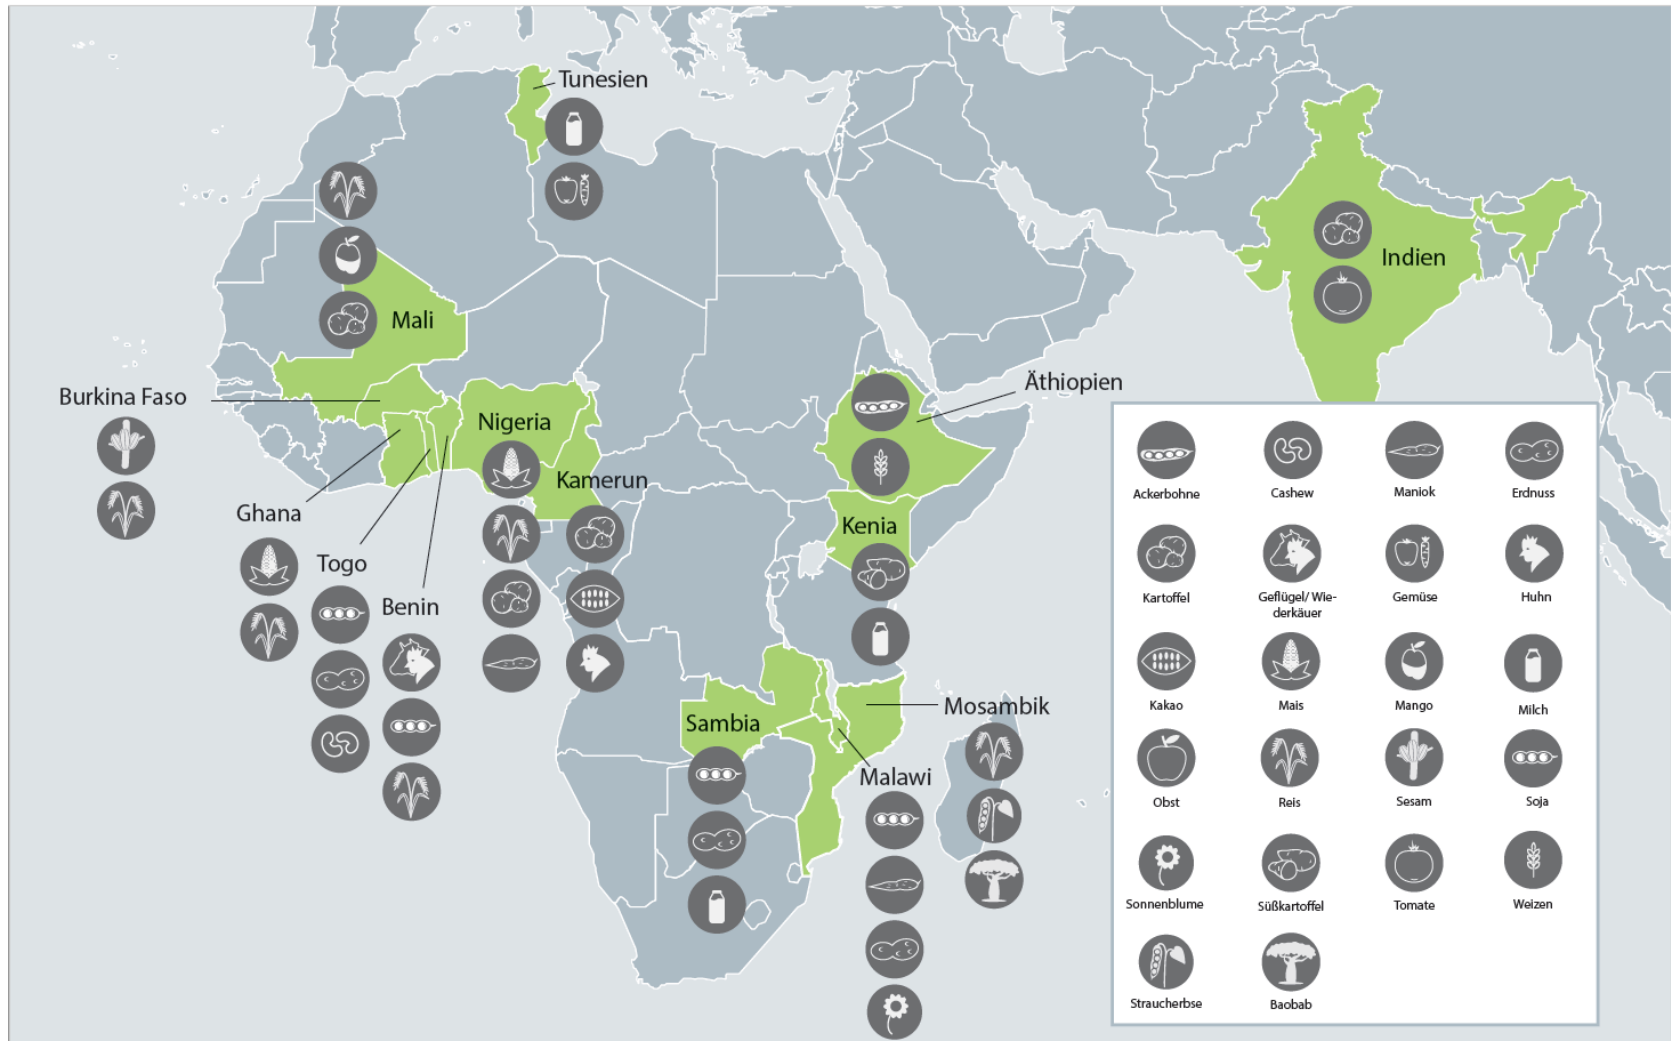 Tunesien
Mali
Indien
Burkina Faso
Äthiopien
Nigeria
Kamerun
Ghana
Kenia
Togo
Benin
Sambia
Mosambik
Malawi
Ackerbohne
Cashew
Maniok
Erdnuss
Kartoffel
Geflügel/ Wie-
derkäuer
Gemüse
Huhn
Kakao
Mais
Mango
Milch
Obst
Reis
Sesam
Soja
Sonnenblume
Süßkartoffel
Tomate
Weizen
Straucherbse
Baobab